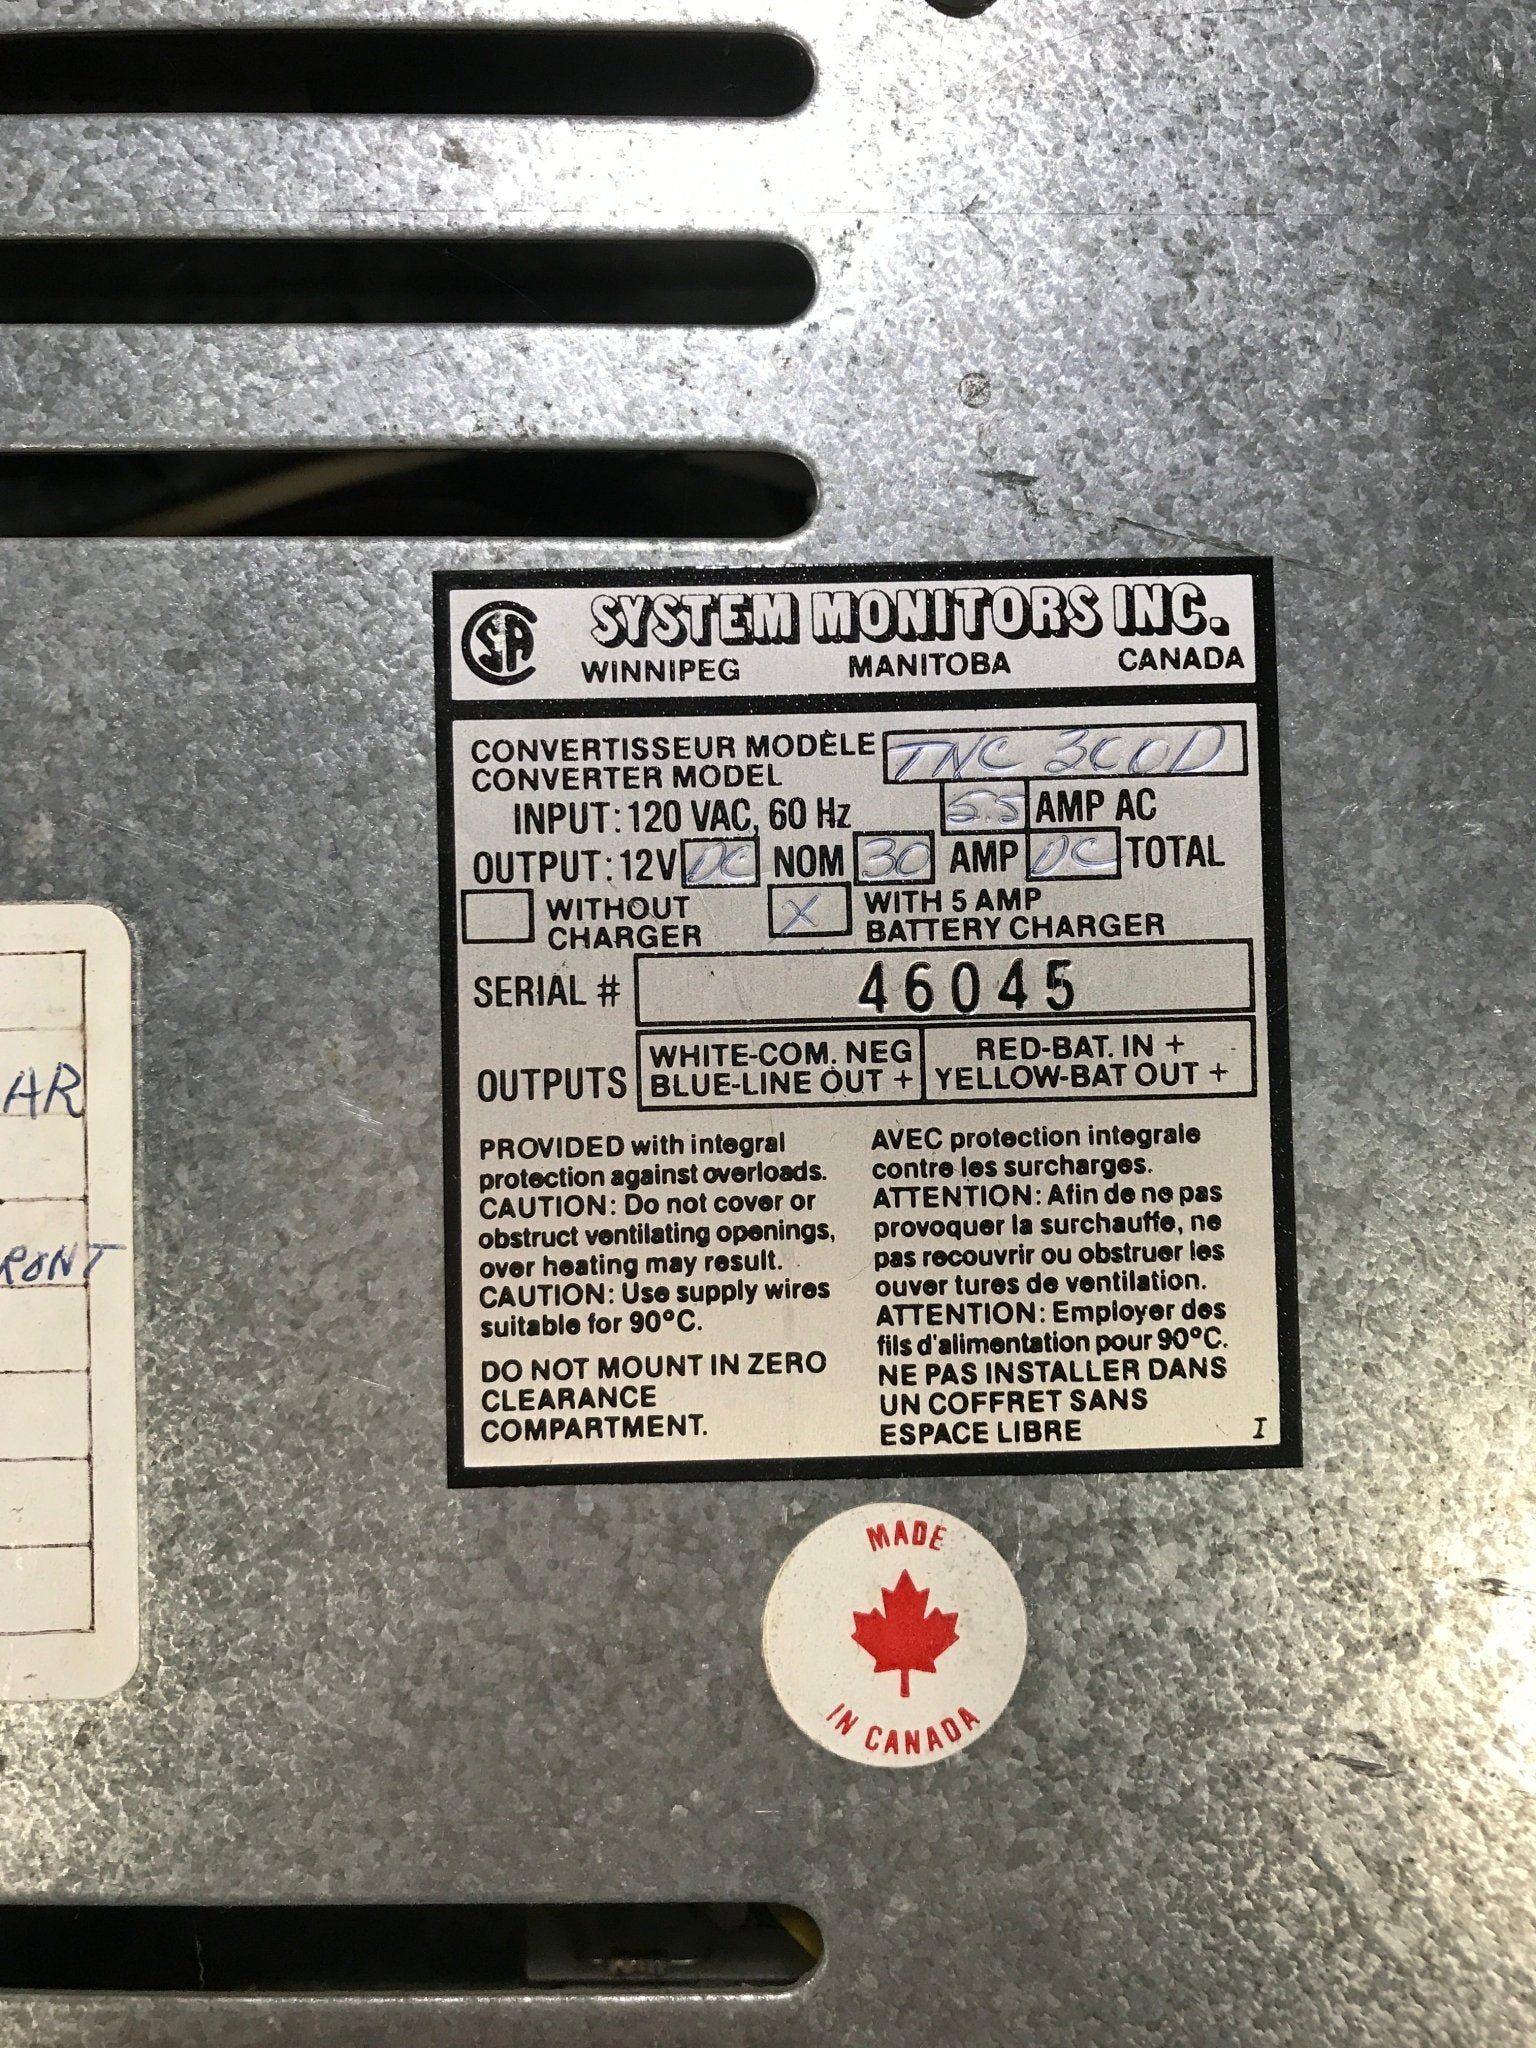 SA
SYSTEM MONITORS INC.
WINNIPEG MANITOBA CANADA
CONVERTISSEUR MODÈLE
CONVERTER MODEL TNC 300D
INPUT: 120 VAC, 60 Hz 5.5 AMP AC
OUTPUT: 12V DC NOM 30 AMP DC TOTAL
WITHOUT CHARGER
X WITH 5 AMP BATTERY CHARGER
SERIAL # 46045
OUTPUTS
WHITE-COM. NEG
BLUE-LINE OUT +
RED-BAT. IN +
YELLOW-BAT OUT +
PROVIDED with integral
protection against overloads.
CAUTION: Do not cover or
obstruct ventilating openings,
over heating may result.
CAUTION: Use supply wires
suitable for 90°C.
DO NOT MOUNT IN ZERO
CLEARANCE
COMPARTMENT.
AVEC protection integrale
contre les surcharges.
ATTENTION: Afin de ne pas
provoquer la surchauffe, ne
pas recouvrir ou obstruer les
ouver tures de ventilation.
ATTENTION: Employer des
fils d'alimentation pour 90°C.
NE PAS INSTALLER DANS
UN COFFRET SANS
ESPACE LIBRE
I
MADE
IN CANADA
AR
RONT